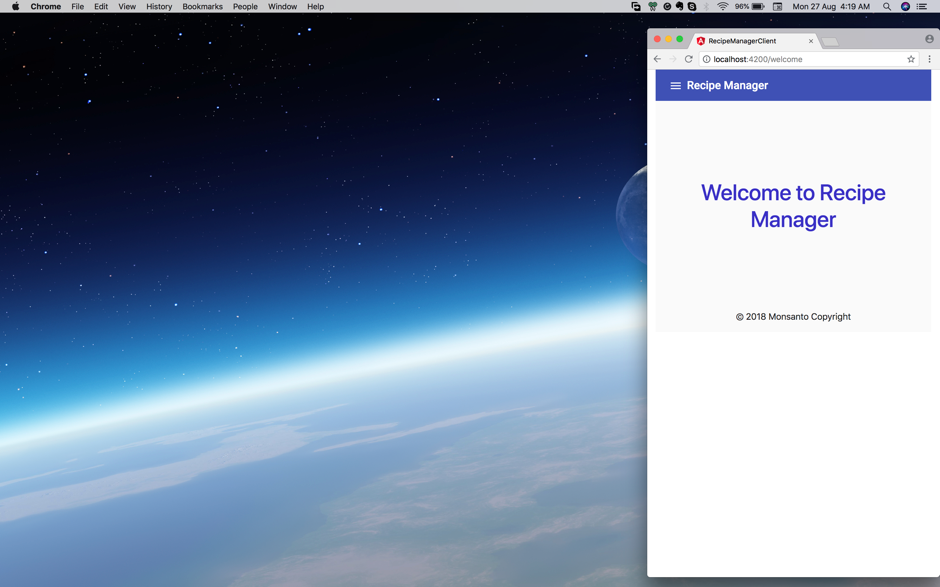 Chrome File Edit View History Bookmarks People Window Help 96% Mon 27 Aug 4:19 AM
RecipeManagerClient
localhost:4200/welcome
Recipe Manager
Welcome to Recipe
Manager
© 2018 Monsanto Copyright